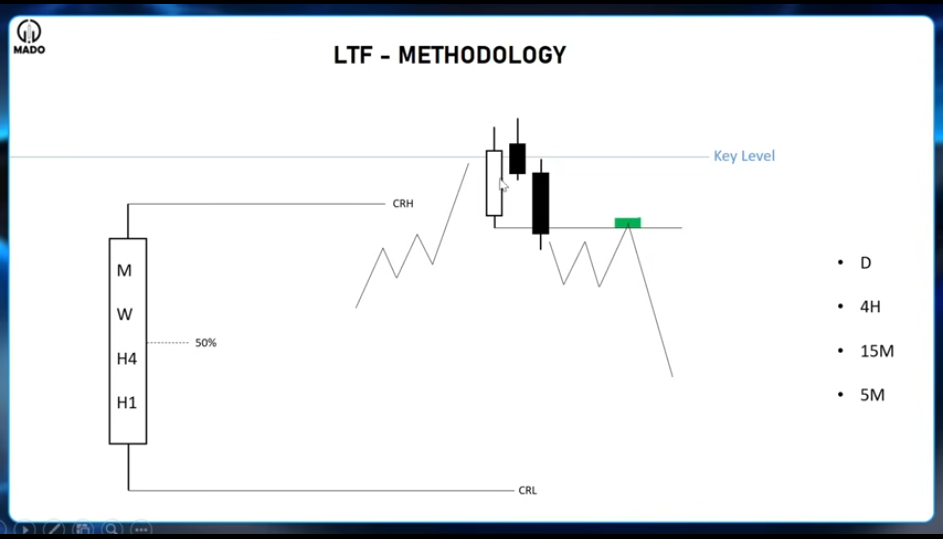 MADO
LTF - METHODOLOGY
Key Level
CRH
M
W
50%
H4
H1
CRL
• D
• 4H
• 15M
• 5M